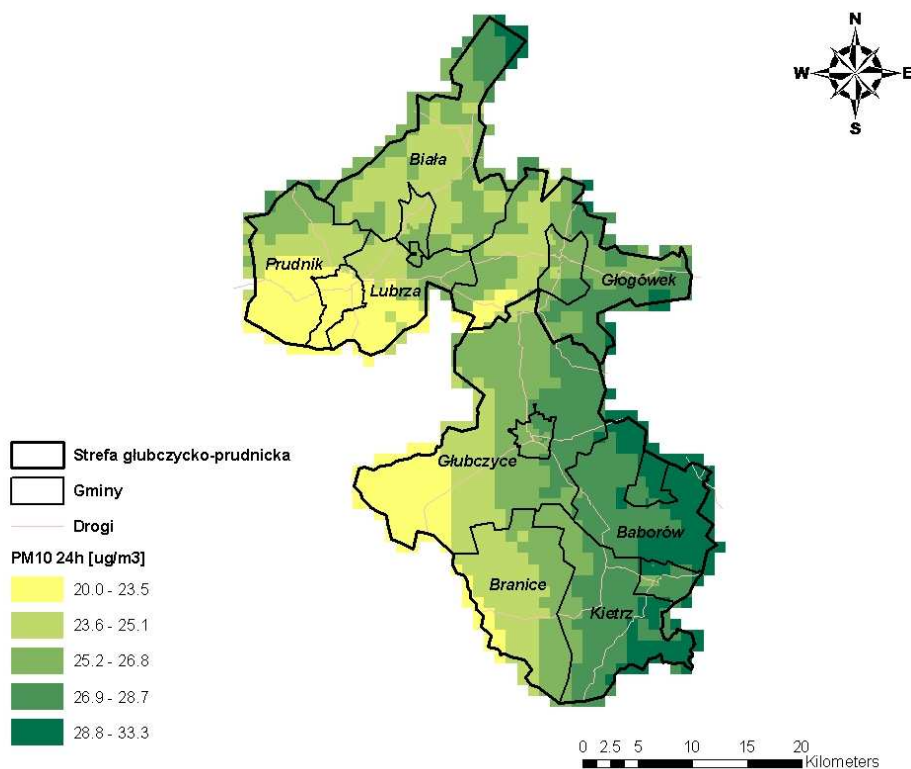 N
W E
S
Biała
Prudnik
Lubrza
Głogówek
Głubczyce
Baborów
Branice
Kietrz
Strefa głubczycko-prudnicka
Gminy
Drogi
PM10 24h [ug/m3]
20.0 - 23.5
23.6 - 25.1
25.2 - 26.8
26.9 - 28.7
28.8 - 33.3
0 2.5 5 10 15 20
Kilometers